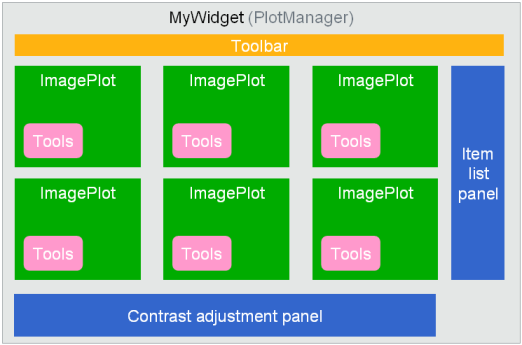 MyWidget (PlotManager)
Toolbar
ImagePlot
ImagePlot
ImagePlot
Tools
Tools
Tools
Item
list
panel
ImagePlot
ImagePlot
ImagePlot
Tools
Tools
Tools
Contrast adjustment panel